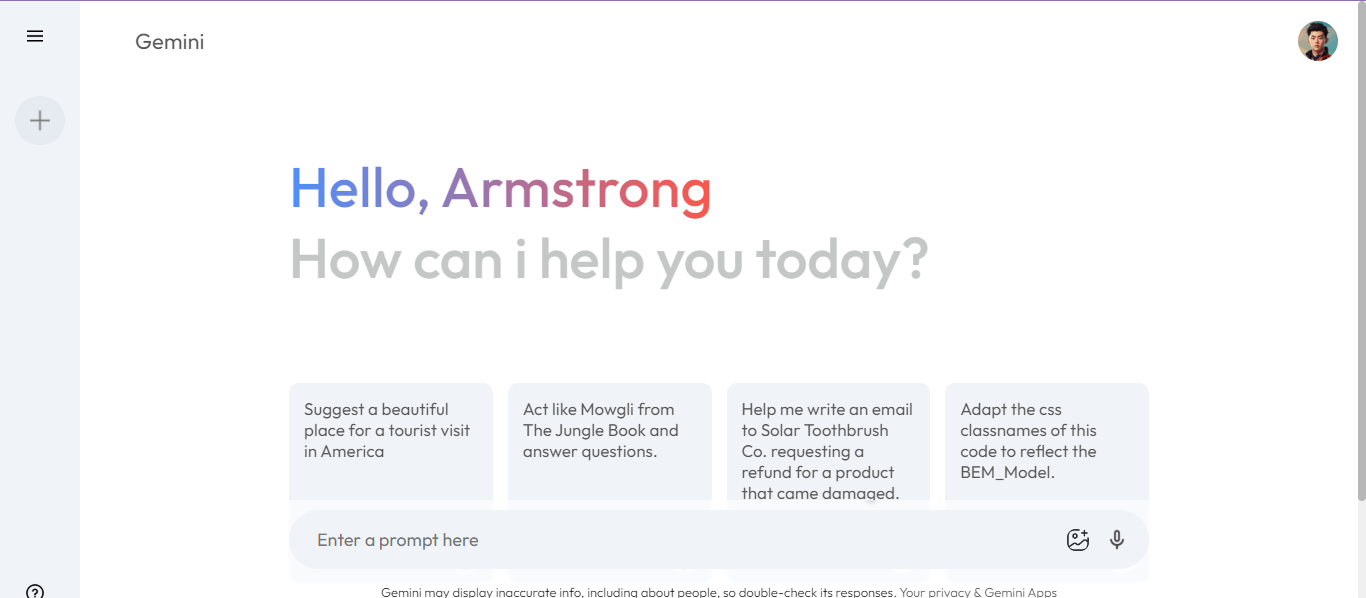 Gemini
Hello, Armstrong
How can i help you today?
Suggest a beautiful
place for a tourist visit
in America
Act like Mowgli from
The Jungle Book and
answer questions.
Help me write an email
to Solar Toothbrush
Co. requesting a
refund for a product
that came damaged.
Adapt the css
classnames of this
code to reflect the
BEM_Model.
Enter a prompt here
Gemini may display inaccurate info, including about people, so double-check its responses. Your privacy & Gemini Apps